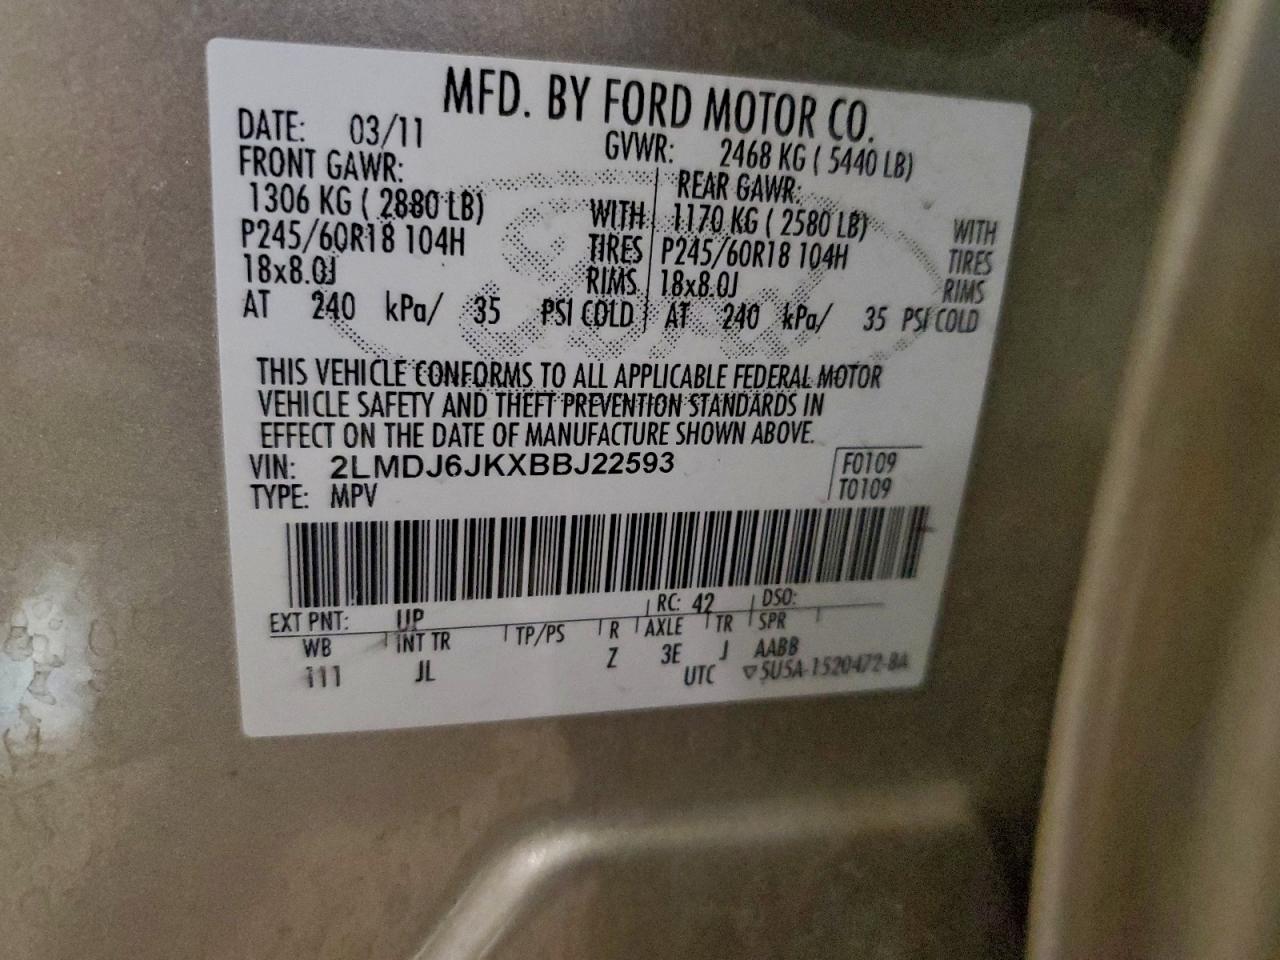 MFD. BY FORD MOTOR CO.
DATE: 03/11 GVWR: 2468 KG ( 5440 LB)
FRONT GAWR: REAR GAWR:
1306 KG ( 2880 LB) WITH 1170 KG ( 2580 LB) WITH
P245/60R18 104H TIRES P245/60R18 104H TIRES
18x8.0J RIMS 18x8.0J RIMS
AT 240 kPa/ 35 PSI COLD AT 240 kPa/ 35 PSI COLD
THIS VEHICLE CONFORMS TO ALL APPLICABLE FEDERAL MOTOR
VEHICLE SAFETY AND THEFT PREVENTION STANDARDS IN
EFFECT ON THE DATE OF MANUFACTURE SHOWN ABOVE.
VIN: 2LMDJ6JKXBBJ22593 F0109
TYPE: MPV T0109
EXT PNT: UP RC: 42 DSO:
WB INT TR TP/PS R AXLE TR SPR
111 JL Z 3E J AABB
UTC ▽5U5A-1520472-BA